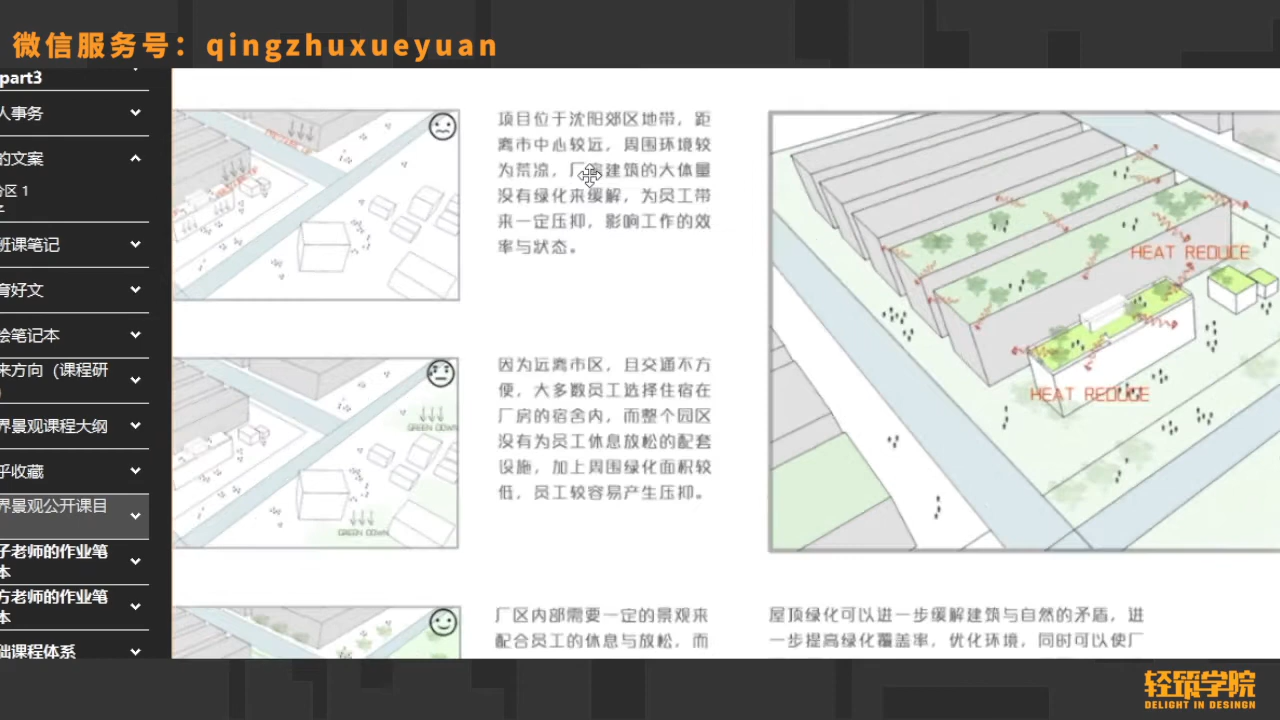 微信服务号：qingzhuxueyuan
part3
人事务
的文案
分区 1
班课笔记
育好文
绘笔记本
来方向（课程研
）
界景观课程大纲
乎收藏
界景观公开课目
子老师的作业笔
本
方老师的作业笔
本
础课程体系
项目位于沈阳郊区地带，距
离市中心较远，周围环境较
为荒凉，厂房建筑的大体量
没有绿化来缓解，为员工带
来一定压抑，影响工作的效
率与状态。
GREEN DOWN
GREEN DOWN
因为远离市区，且交通不方
便，大多数员工选择住宿在
厂房的宿舍内，而整个园区
没有为员工休息放松的配套
设施，加上周围绿化面积较
低，员工较容易产生压抑。
厂区内部需要一定的景观来
配合员工的休息与放松，而
HEAT REDUCE
HEAT REDUCE
屋顶绿化可以进一步缓解建筑与自然的矛盾，进
一步提高绿化覆盖率，优化环境，同时可以使厂
轻筑学院
DELIGHT IN DESINGN